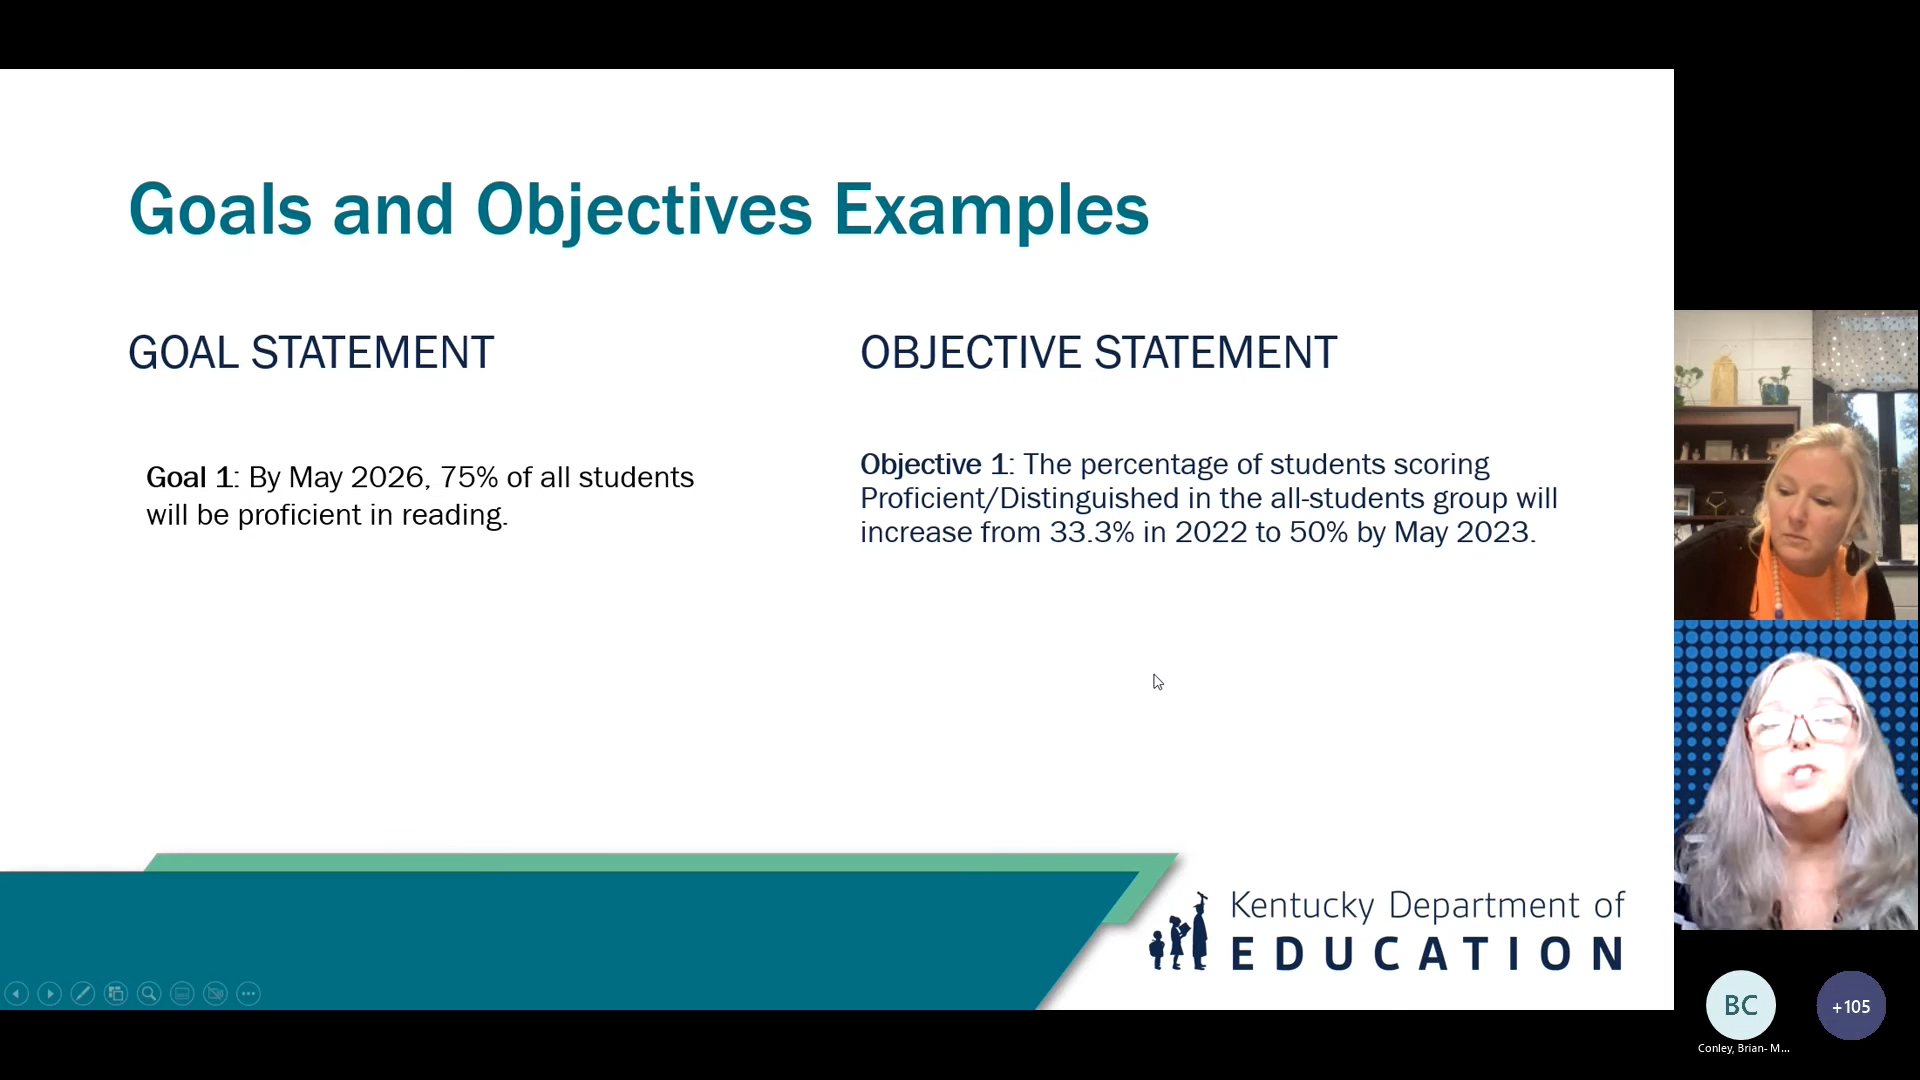 Goals and Objectives Examples
GOAL STATEMENT
Goal 1: By May 2026, 75% of all students
will be proficient in reading.
OBJECTIVE STATEMENT
Objective 1: The percentage of students scoring
Proficient/Distinguished in the all-students group will
increase from 33.3% in 2022 to 50% by May 2023.
Kentucky Department of
EDUCATION
BC
+105
Conley, Brian- M...